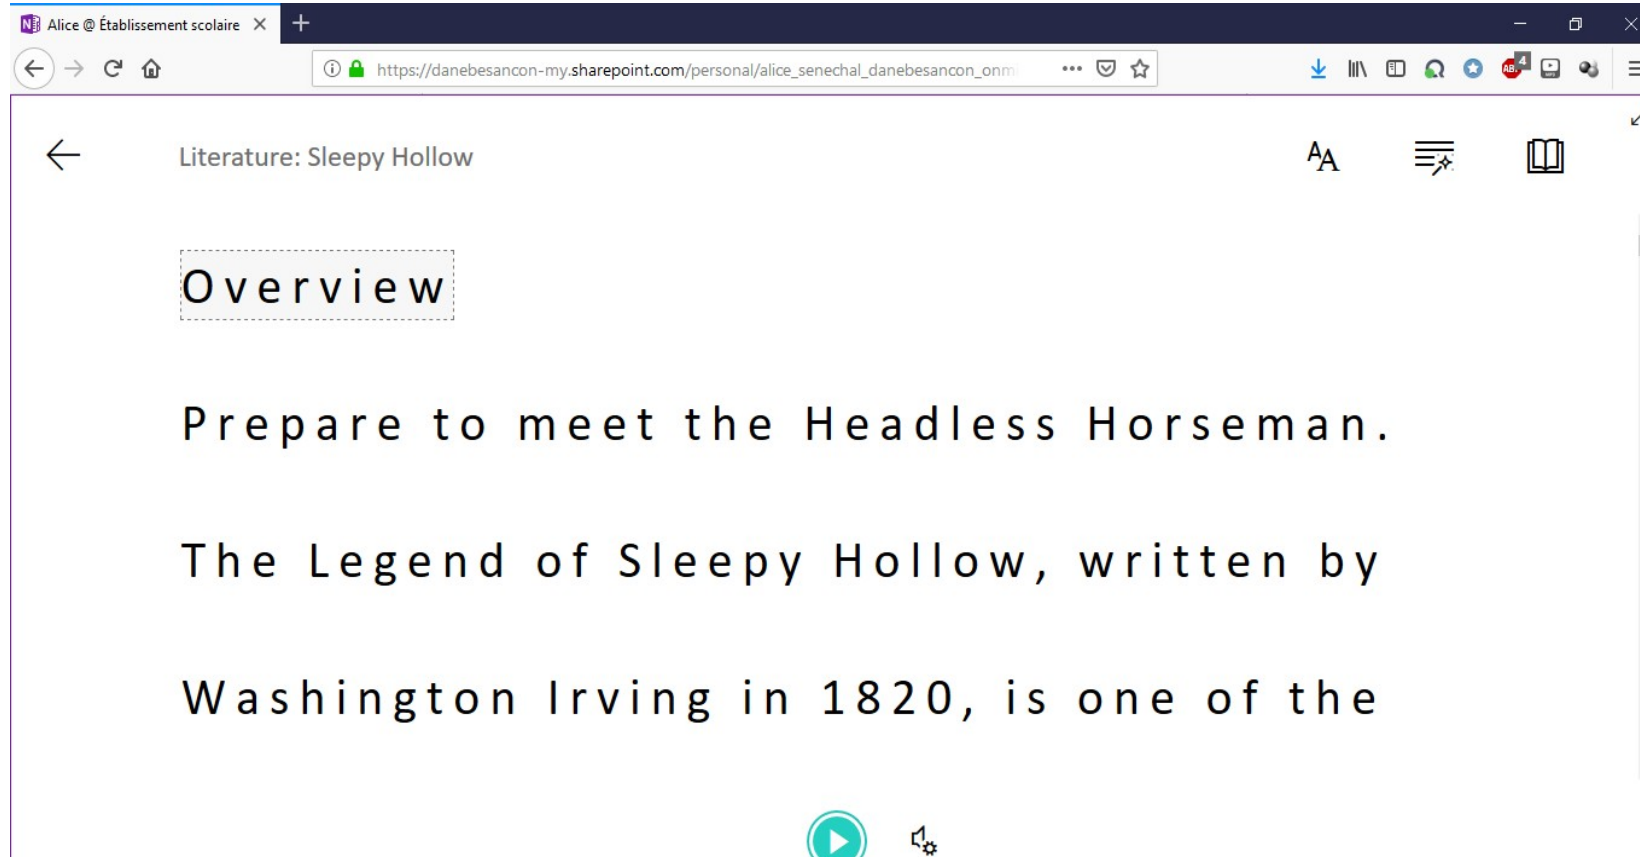 Alice @ Établissement scolaire
https://danebesancon-my.sharepoint.com/personal/alice_senechal_danebesancon_onm
4
Literature: Sleepy Hollow
Overview
Prepare to meet the Headless Horseman.
The Legend of Sleepy Hollow, written by
Washington Irving in 1820, is one of the